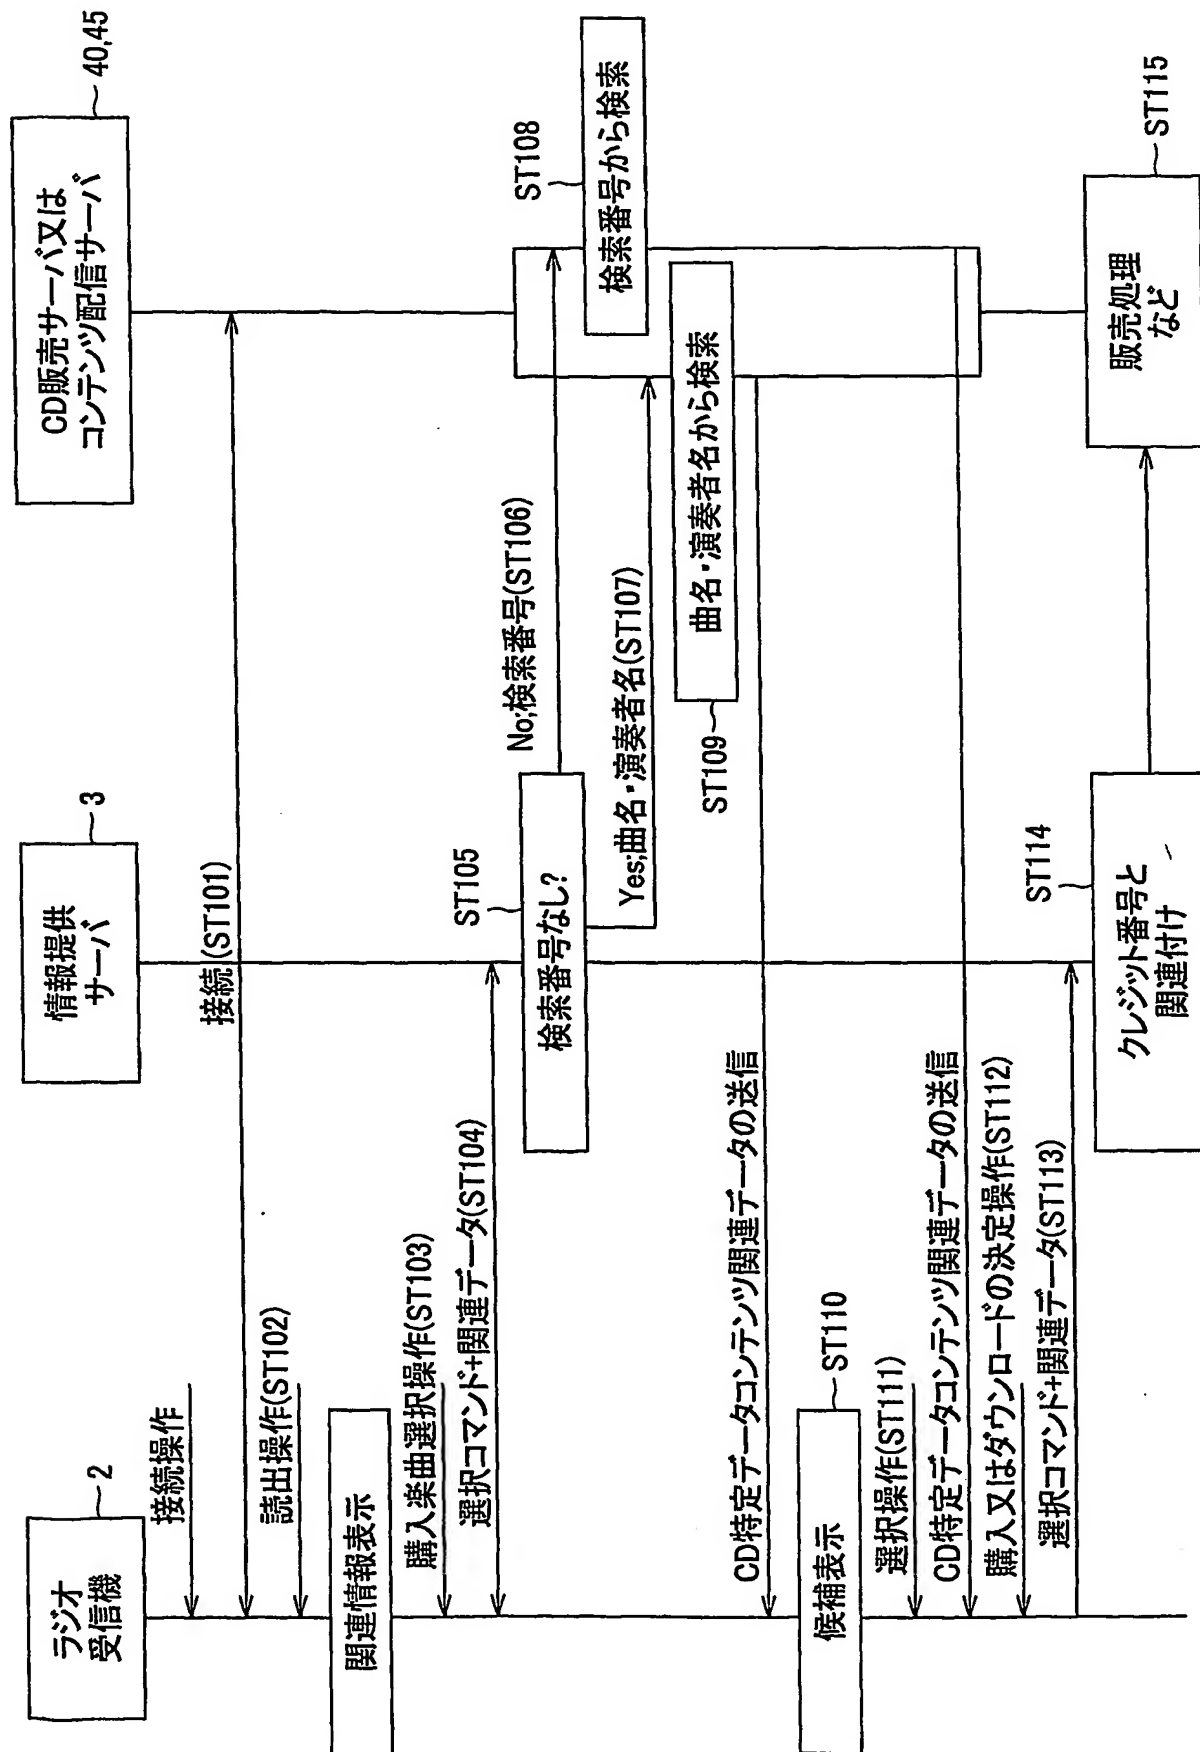 ラジオ
受信機
2
情報提供
サーバ
3
CD販売サーバ又は
コンテンツ配信サーバ
40,45
接続操作
接続(ST101)
読出操作(ST102)
関連情報表示
購入楽曲選択操作(ST103)
選択コマンド+関連データ(ST104)
ST105
検索番号なし?
No;検索番号(ST106)
ST108
検索番号から検索
Yes;曲名・演奏者名(ST107)
ST109
曲名・演奏者名から検索
CD特定データコンテンツ関連データの送信
候補表示
ST110
選択操作(ST111)
CD特定データコンテンツ関連データの送信
購入又はダウンロードの決定操作(ST112)
選択コマンド+関連データ(ST113)
ST114
クレジット番号と
関連付け
販売処理
など
ST115